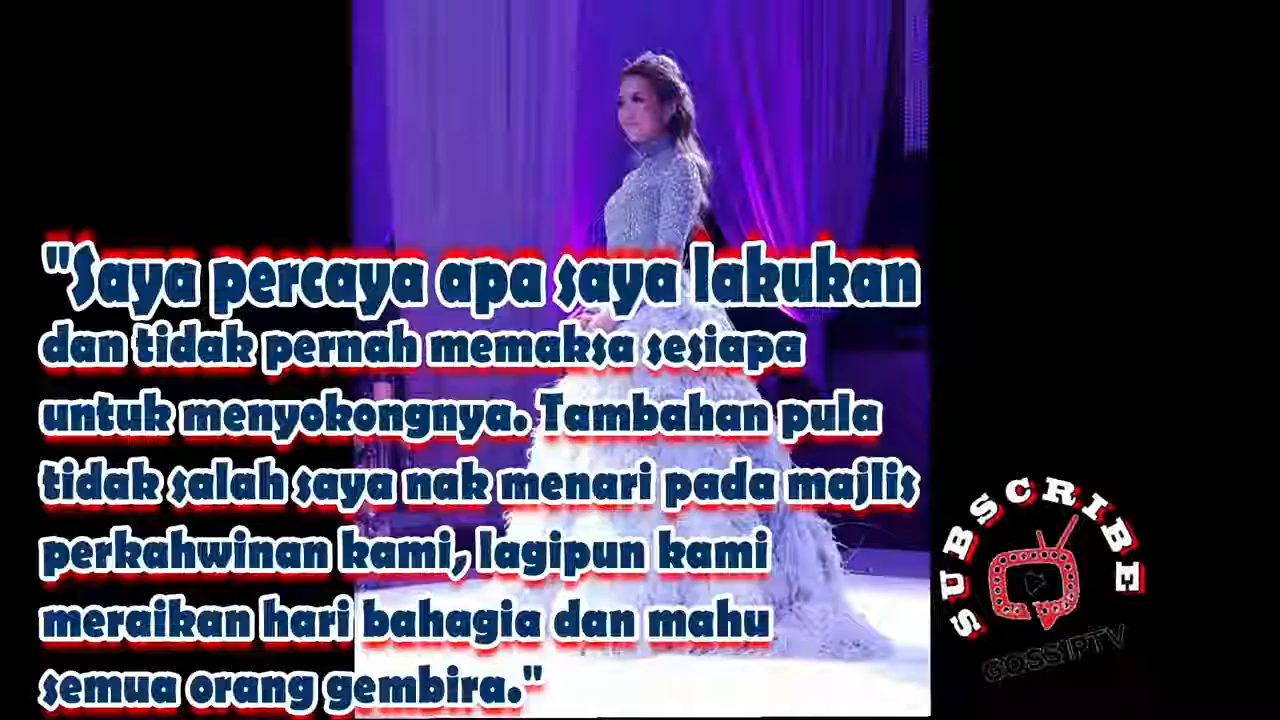 "Saya percaya apa saya lakukan
dan tidak pernah memaksa sesiapa
untuk menyokongnya. Tambahan pula
tidak salah saya nak menari pada majlis
perkahwinan kami, lagipun kami
meraikan hari bahagia dan mahu
semua orang gembira."
SUBSCRIBE
GOSSIPTV